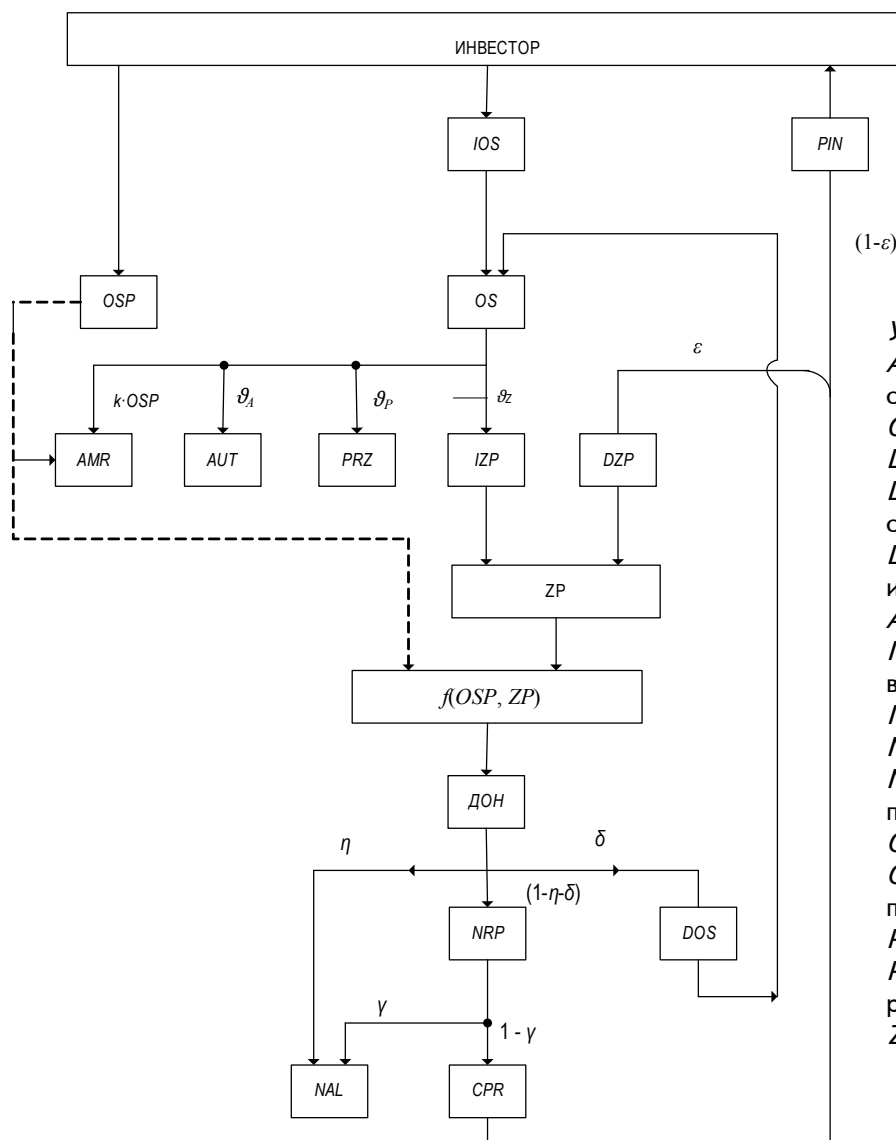 ИНВЕСТОР
IOS
PIN
(1-ε)
OSP
OS
ε
k·OSP
ϑA
ϑP
ϑZ
AMR
AUT
PRZ
IZP
DZP
ZP
f(OSP, ZP)
ДОН
η
δ
(1-η-δ)
NRP
DOS
γ
1 - γ
NAL
CPR